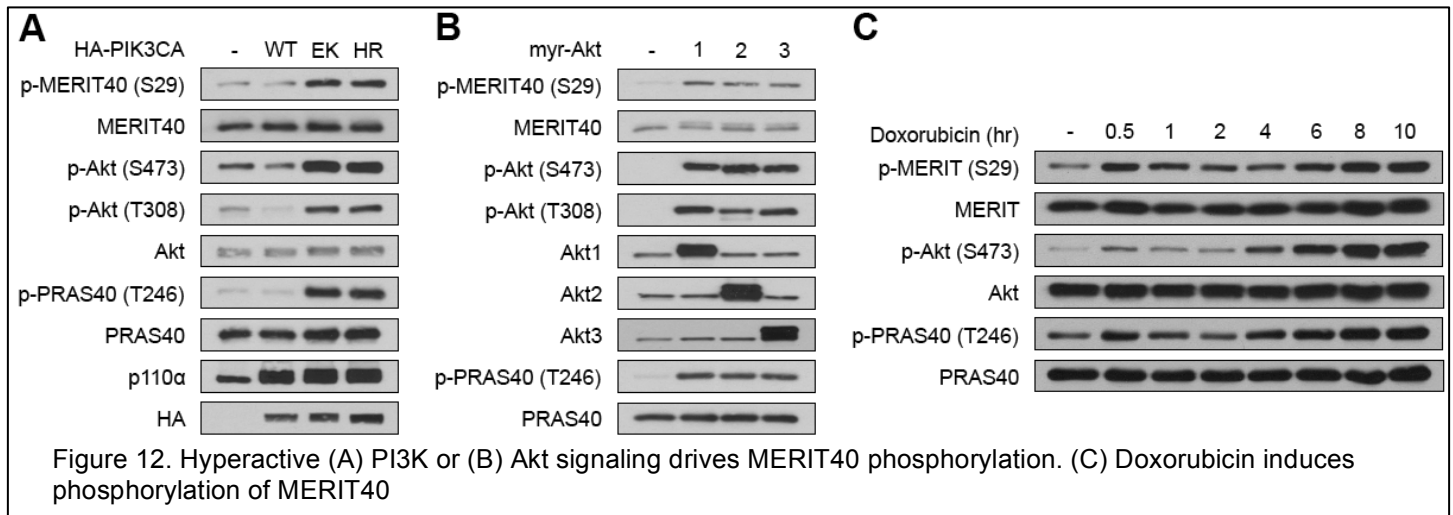 A
HA-PIK3CA - WT EK HR
p-MERIT40 (S29)
MERIT40
p-Akt (S473)
p-Akt (T308)
Akt
p-PRAS40 (T246)
PRAS40
p110α
HA
B
myr-Akt - 1 2 3
p-MERIT40 (S29)
MERIT40
p-Akt (S473)
p-Akt (T308)
Akt1
Akt2
Akt3
p-PRAS40 (T246)
PRAS40
C
Doxorubicin (hr) - 0.5 1 2 4 6 8 10
p-MERIT (S29)
MERIT
p-Akt (S473)
Akt
p-PRAS40 (T246)
PRAS40
Figure 12. Hyperactive (A) PI3K or (B) Akt signaling drives MERIT40 phosphorylation. (C) Doxorubicin induces
phosphorylation of MERIT40